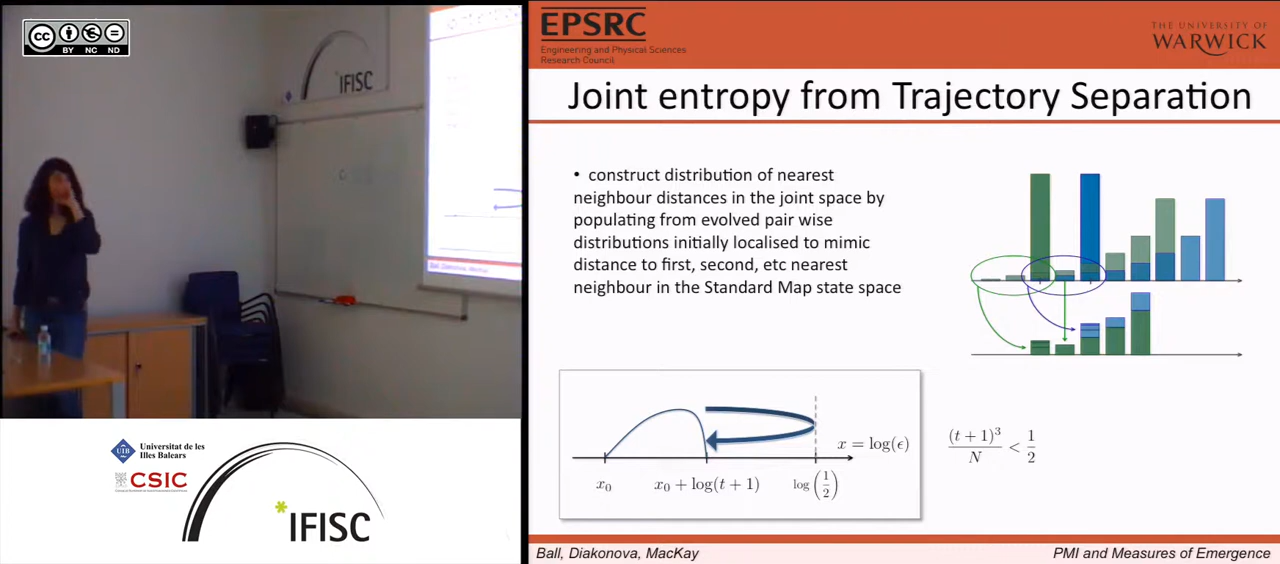 cc
BY NC ND
IFISC
EPSRC
Engineering and Physical Sciences
Research Council
THE UNIVERSITY OF
WARWICK
Joint entropy from Trajectory Separation
• construct distribution of nearest
neighbour distances in the joint space by
populating from evolved pair wise
distributions initially localised to mimic
distance to first, second, etc nearest
neighbour in the Standard Map state space
x = log(ϵ)
x₀
x₀ + log(t + 1)
log(1/2)
(t + 1)³/N < 1/2
Universitat de les
Illes Balears
UIB
CSIC
*IFISC
Ball, Diakonova, MacKay
PMI and Measures of Emergence